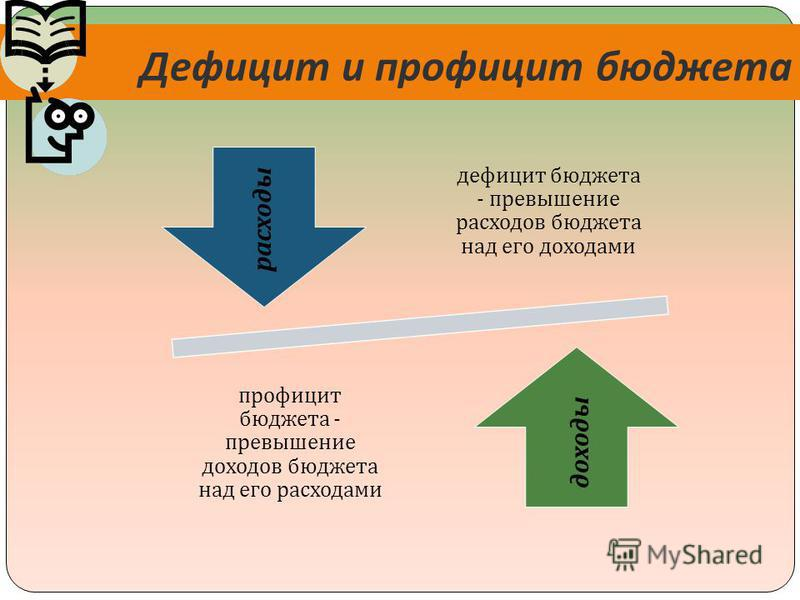 Дефицит и профицит бюджета
расходы
дефицит бюджета
- превышение
расходов бюджета
над его доходами
профицит
бюджета -
превышение
доходов бюджета
над его расходами
доходы
MyShared